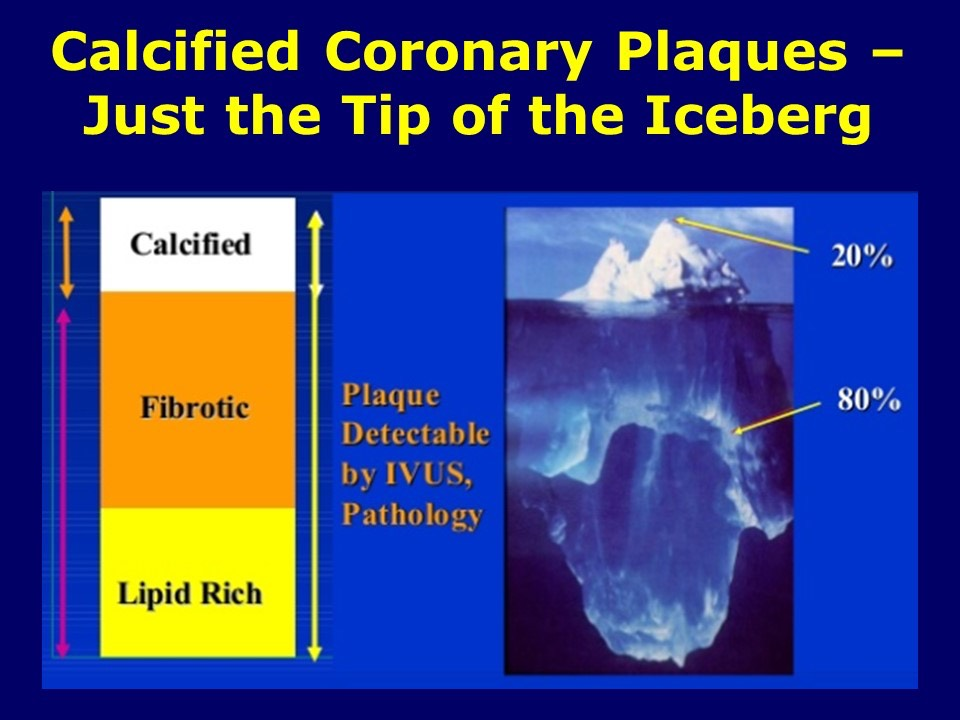 Calcified Coronary Plaques –
Just the Tip of the Iceberg
Calcified
Fibrotic
Lipid Rich
Plaque
Detectable
by IVUS,
Pathology
20%
80%